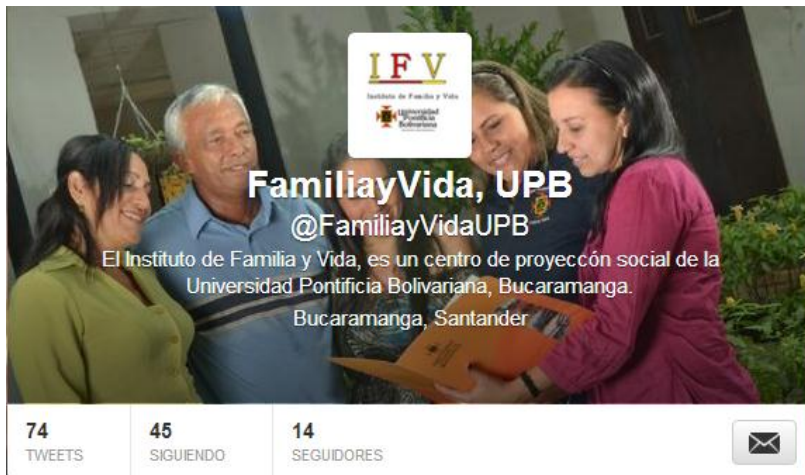 I F V
Instituto de Familia y Vida
Universidad
Pontificia
Bolivariana
FamiliayVida, UPB
@FamiliayVidaUPB
El Instituto de Familia y Vida, es un centro de proyeccón social de la
Universidad Pontificia Bolivariana, Bucaramanga.
Bucaramanga, Santander
74
TWEETS
45
SIGUIENDO
14
SEGUIDORES